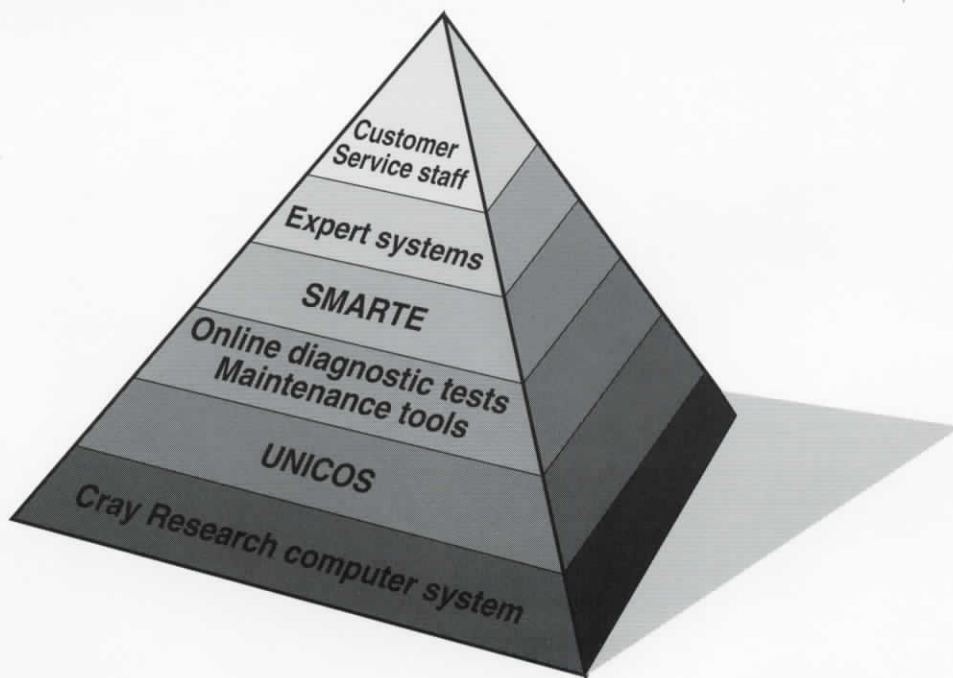 Customer
Service staff
Expert systems
SMARTE
Online diagnostic tests
Maintenance tools
UNICOS
Cray Research computer system